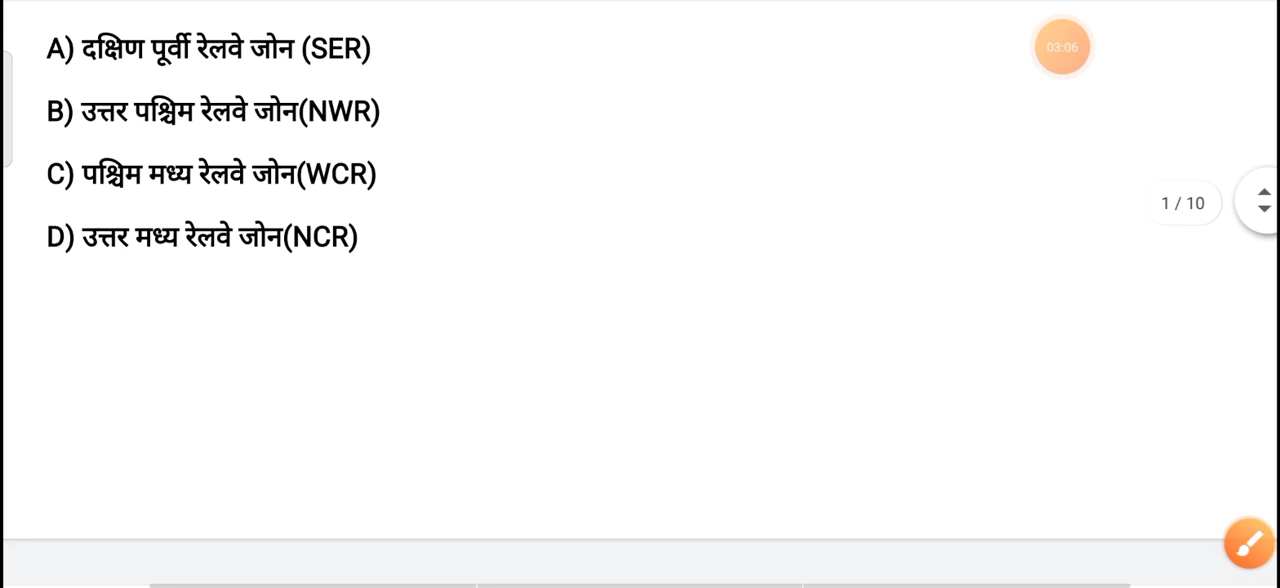 A) दक्षिण पूर्वी रेलवे जोन (SER)
03:06
B) उत्तर पश्चिम रेलवे जोन(NWR)
C) पश्चिम मध्य रेलवे जोन(WCR)
1 / 10
D) उत्तर मध्य रेलवे जोन(NCR)